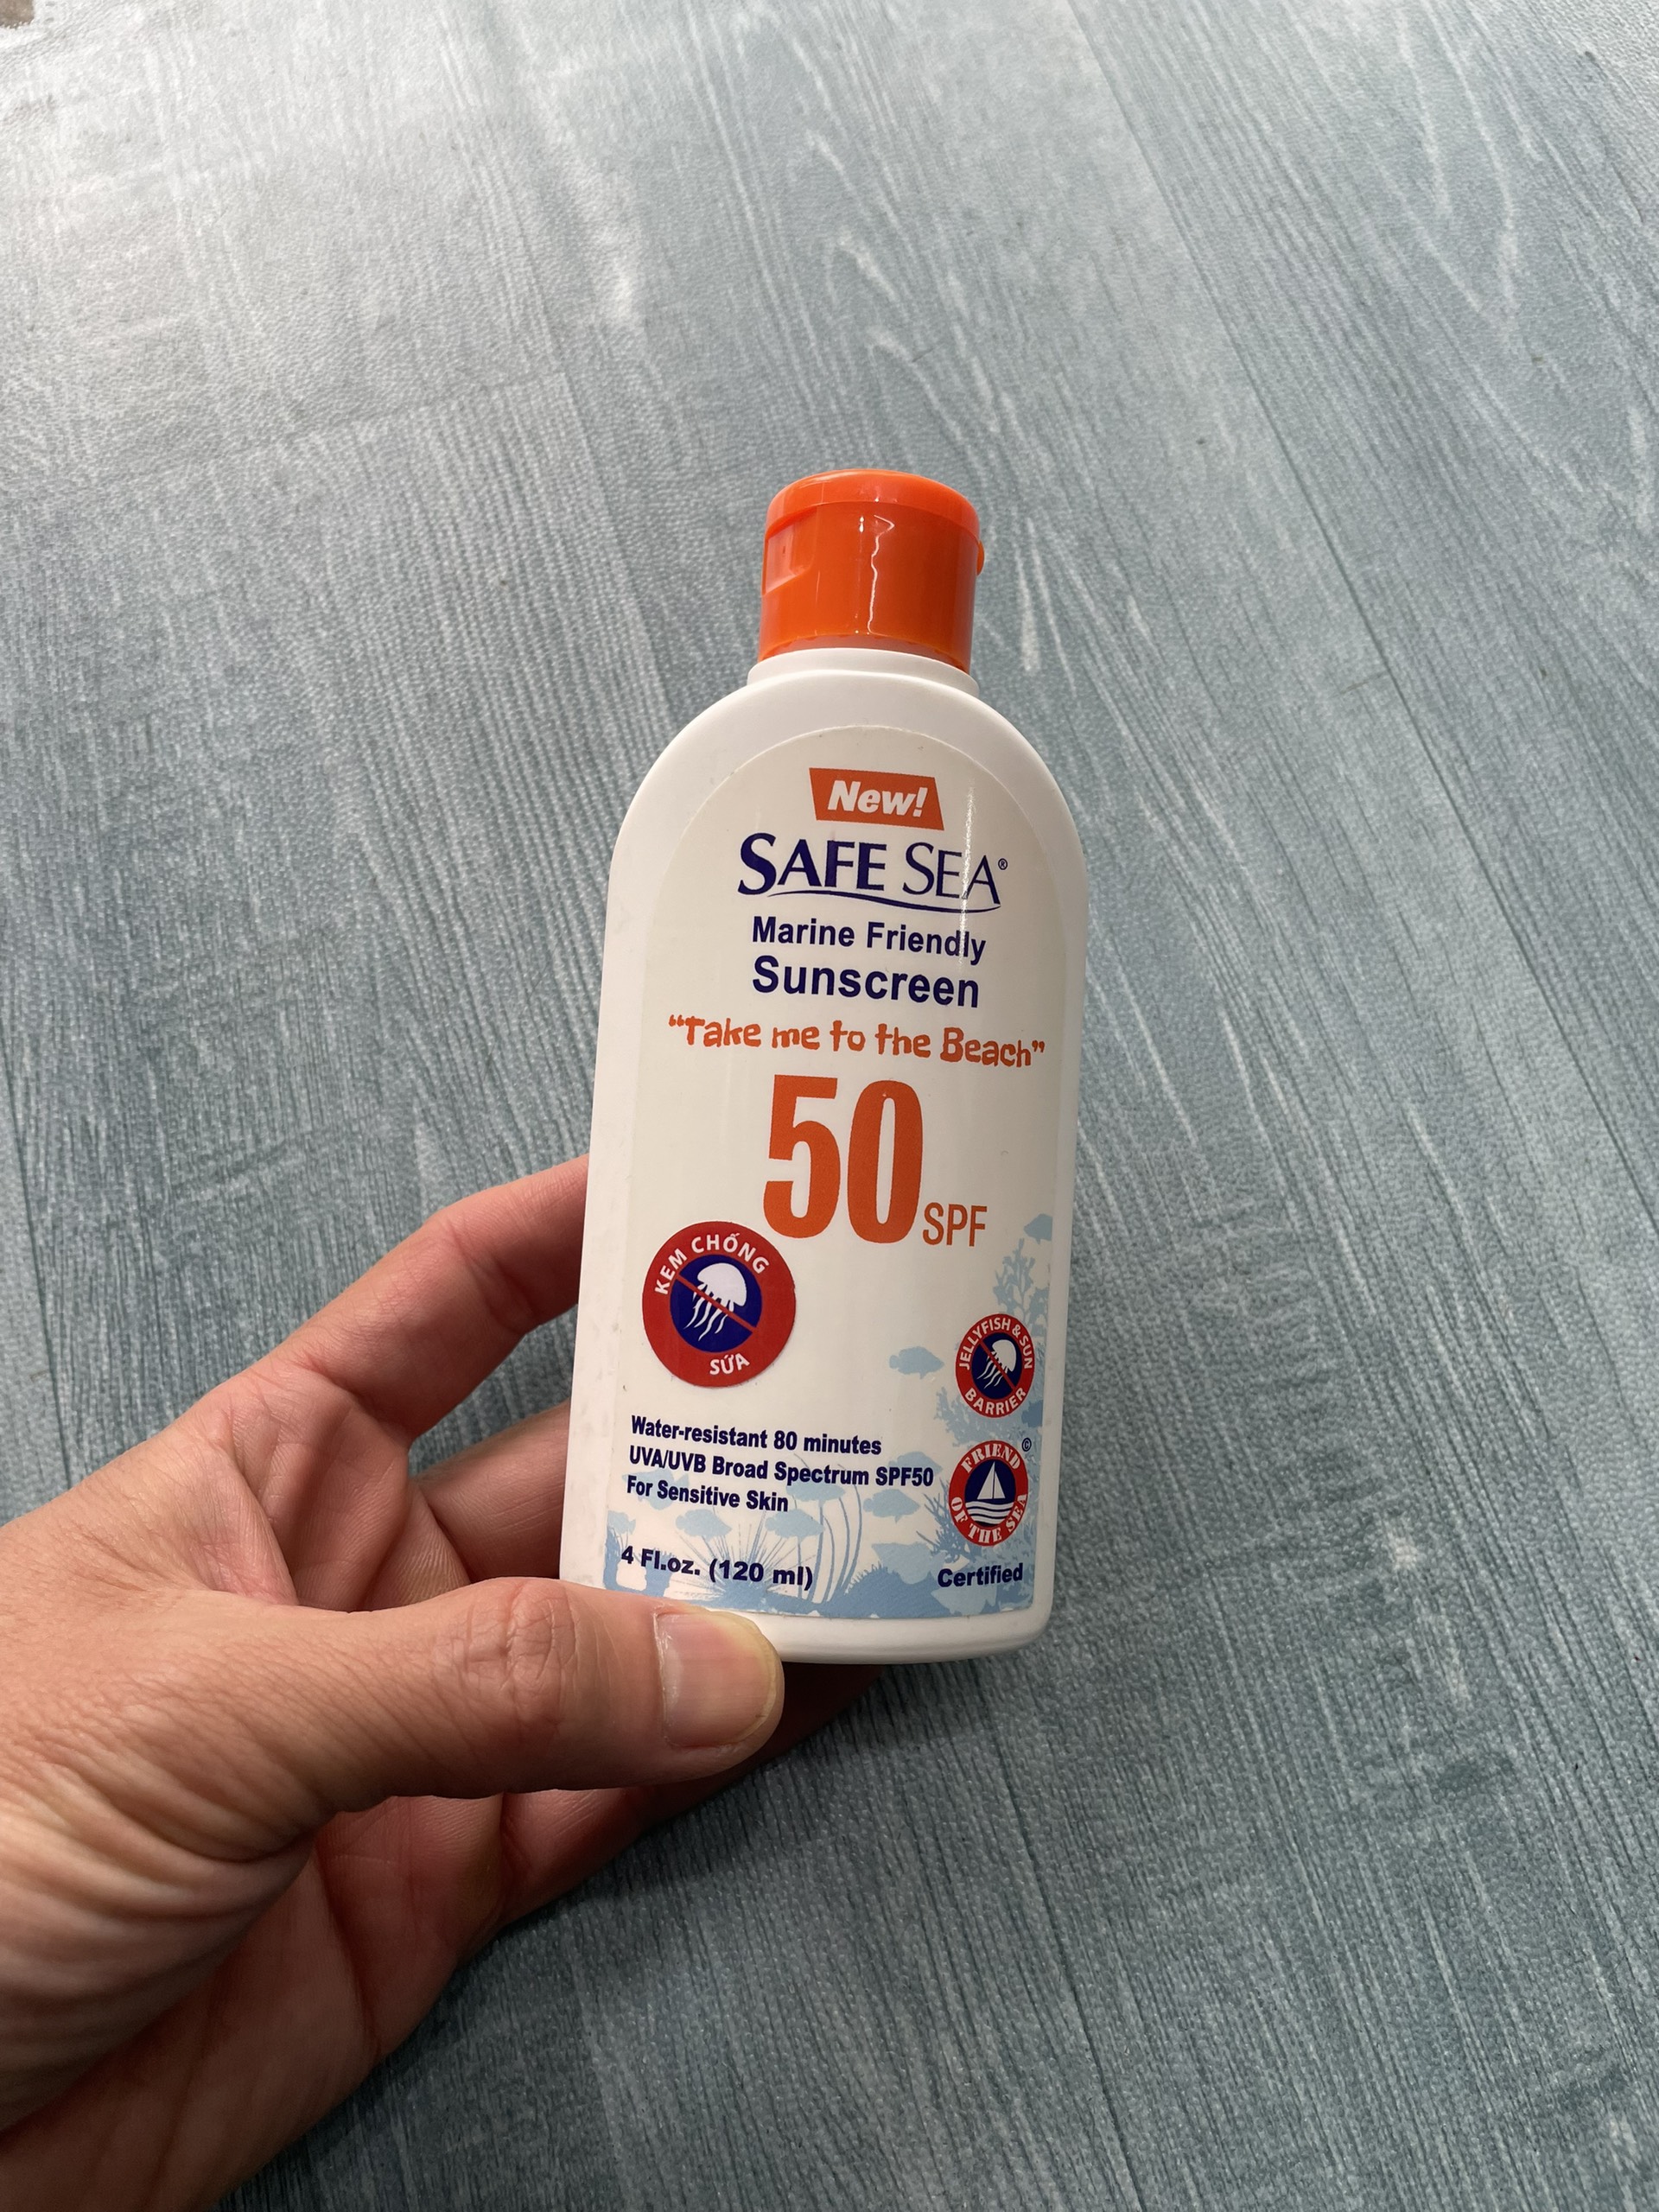 New!
SAFE SEA®
Marine Friendly
Sunscreen
“Take me to the Beach”
50 SPF
KEM CHỐNG
SỨA
JELLYFISH & SUN
BARRIER
Water-resistant 80 minutes
UVA/UVB Broad Spectrum SPF50
For Sensitive Skin
FRIEND ©
OF THE SEA
4 Fl.oz. (120 ml)
Certified